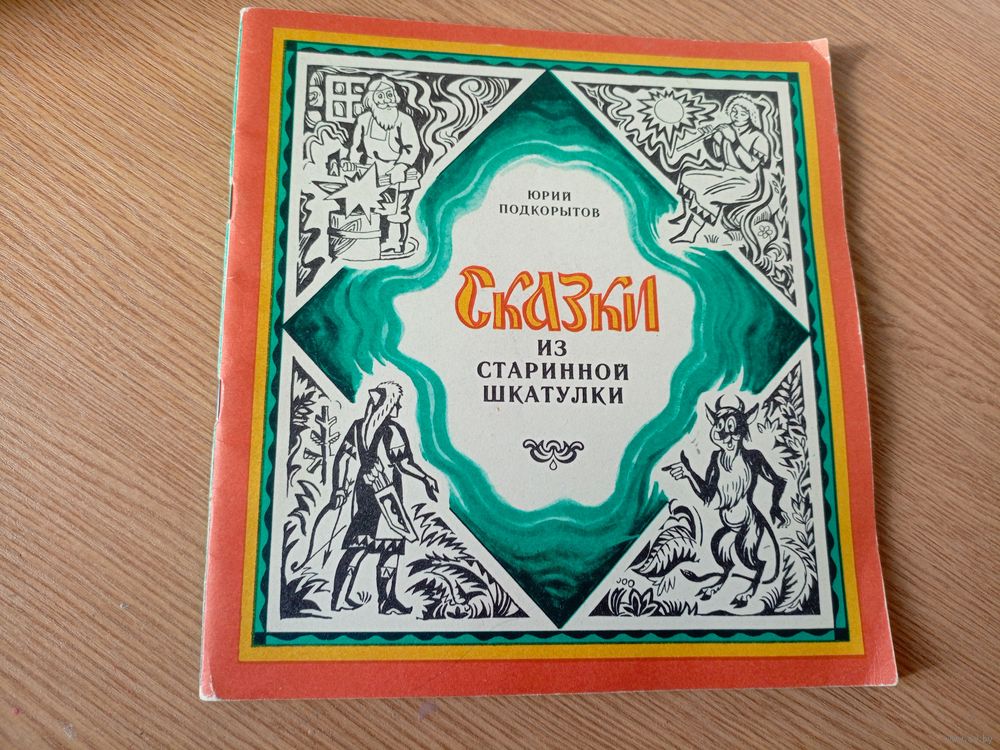 ЮРИЙ
ПОДКОРЫТОВ
Сказки
ИЗ
СТАРИННОЙ
ШКАТУЛКИ